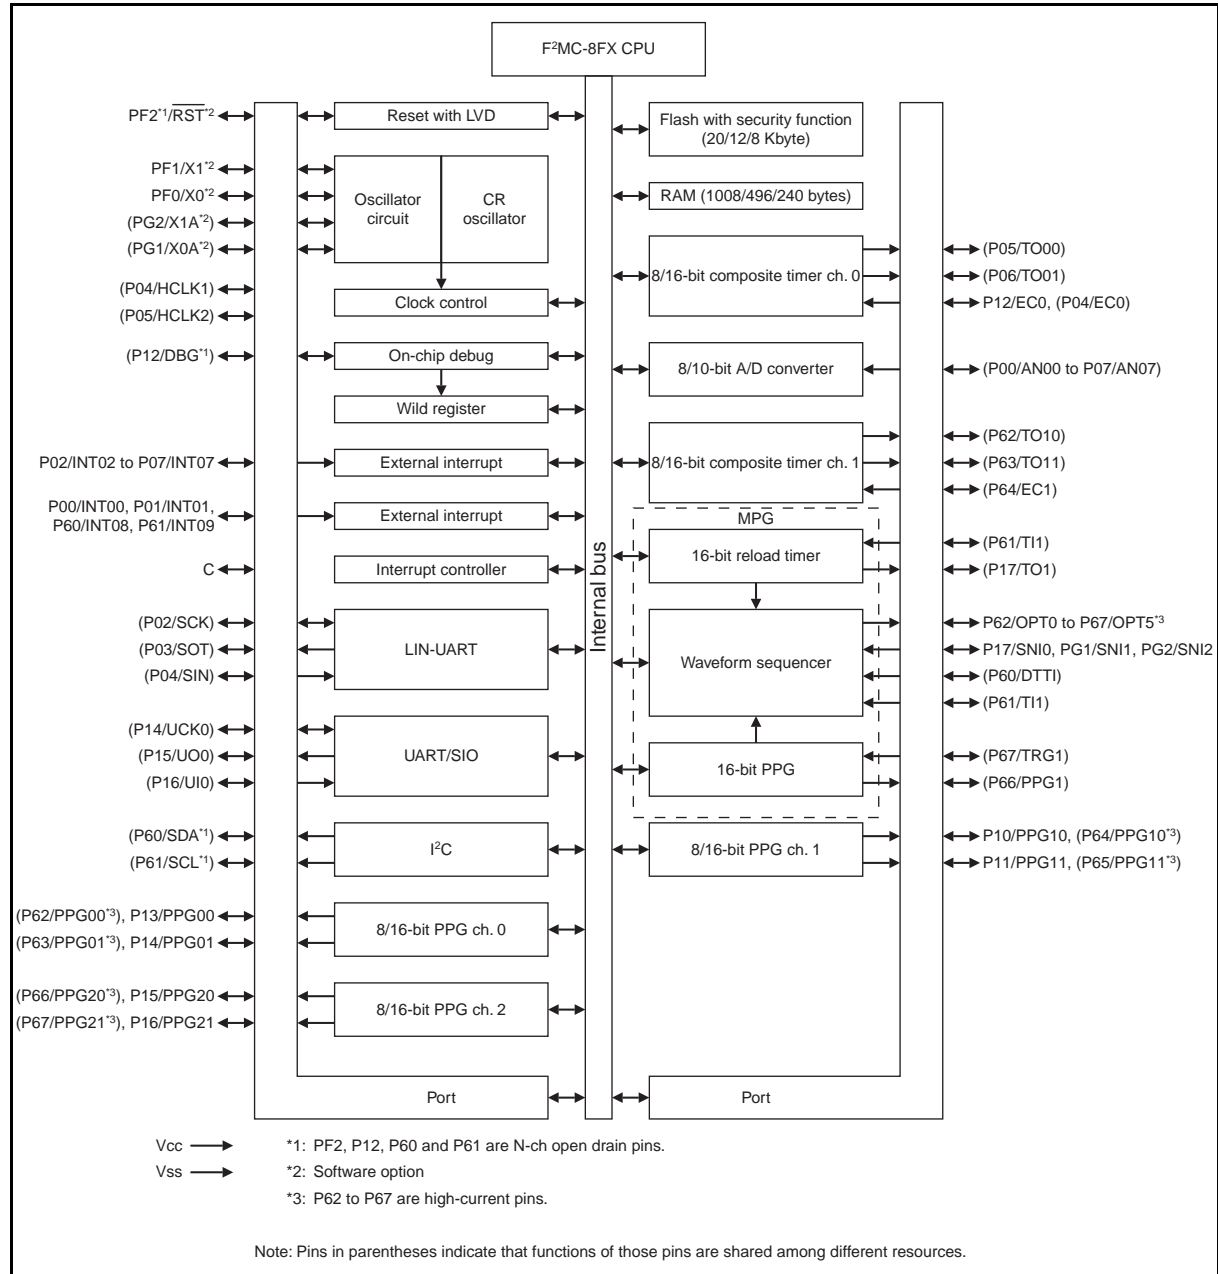 F²MC-8FX CPU
PF2*1/RST*2
Reset with LVD
Flash with security function
(20/12/8 Kbyte)
PF1/X1*2
PF0/X0*2
(PG2/X1A*2)
(PG1/X0A*2)
Oscillator
circuit
CR
oscillator
RAM (1008/496/240 bytes)
(P04/HCLK1)
(P05/HCLK2)
Clock control
8/16-bit composite timer ch. 0
(P05/TO00)
(P06/TO01)
P12/EC0, (P04/EC0)
(P12/DBG*1)
On-chip debug
8/10-bit A/D converter
(P00/AN00 to P07/AN07)
Wild register
P02/INT02 to P07/INT07
External interrupt
8/16-bit composite timer ch. 1
(P62/TO10)
(P63/TO11)
(P64/EC1)
P00/INT00, P01/INT01,
P60/INT08, P61/INT09
External interrupt
MPG
C
Interrupt controller
Internal bus
16-bit reload timer
(P61/TI1)
(P17/TO1)
(P02/SCK)
(P03/SOT)
(P04/SIN)
LIN-UART
Waveform sequencer
P62/OPT0 to P67/OPT5*3
P17/SNI0, PG1/SNI1, PG2/SNI2
(P60/DTTI)
(P61/TI1)
(P14/UCK0)
(P15/UO0)
(P16/UI0)
UART/SIO
16-bit PPG
(P67/TRG1)
(P66/PPG1)
(P60/SDA*1)
(P61/SCL*1)
I²C
8/16-bit PPG ch. 1
P10/PPG10, (P64/PPG10*3)
P11/PPG11, (P65/PPG11*3)
(P62/PPG00*3), P13/PPG00
(P63/PPG01*3), P14/PPG01
8/16-bit PPG ch. 0
(P66/PPG20*3), P15/PPG20
(P67/PPG21*3), P16/PPG21
8/16-bit PPG ch. 2
Port
Port
Vcc
Vss
*1: PF2, P12, P60 and P61 are N-ch open drain pins.
*2: Software option
*3: P62 to P67 are high-current pins.
Note: Pins in parentheses indicate that functions of those pins are shared among different resources.